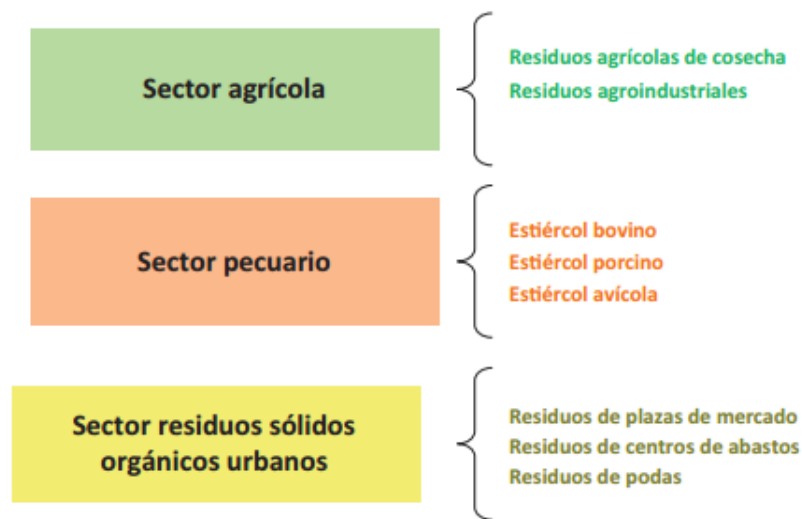 Sector agrícola
Residuos agrícolas de cosecha
Residuos agroindustriales
Sector pecuario
Estiércol bovino
Estiércol porcino
Estiércol avícola
Sector residuos sólidos
orgánicos urbanos
Residuos de plazas de mercado
Residuos de centros de abastos
Residuos de podas